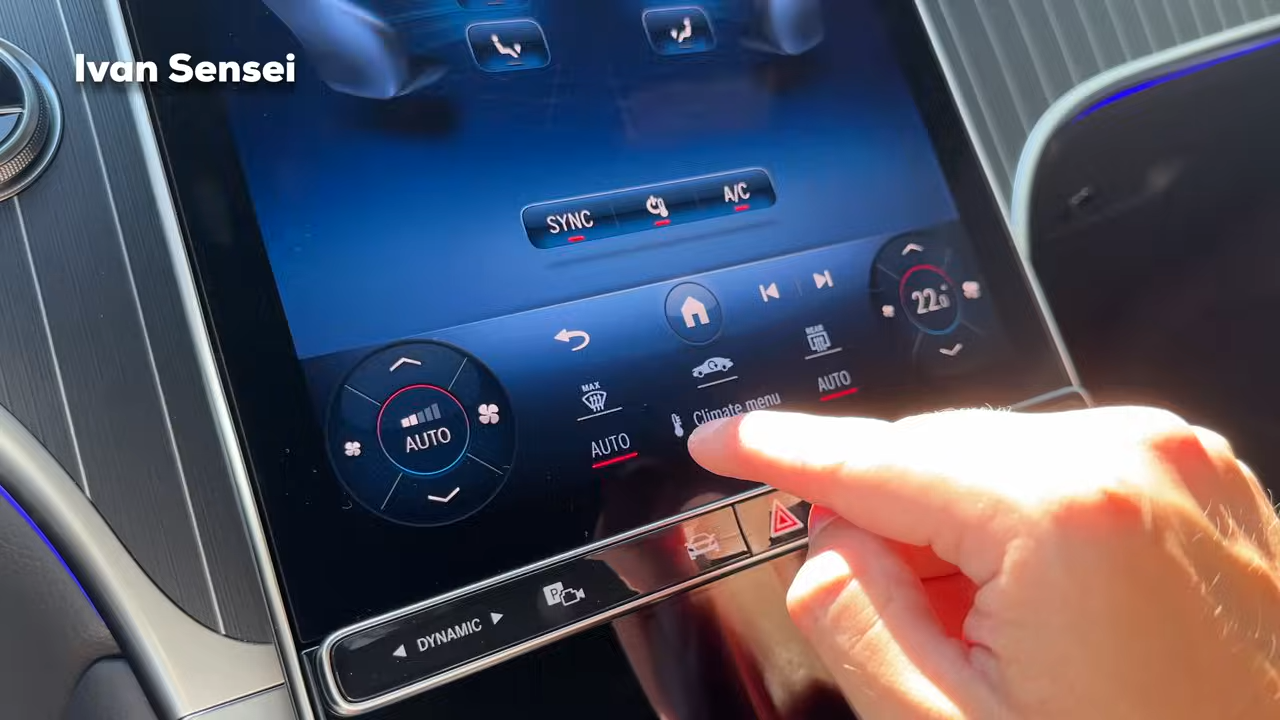 Ivan Sensei
SYNC
A/C
22.0
MAX
REAR
AUTO
AUTO
Climate menu
AUTO
DYNAMIC
P